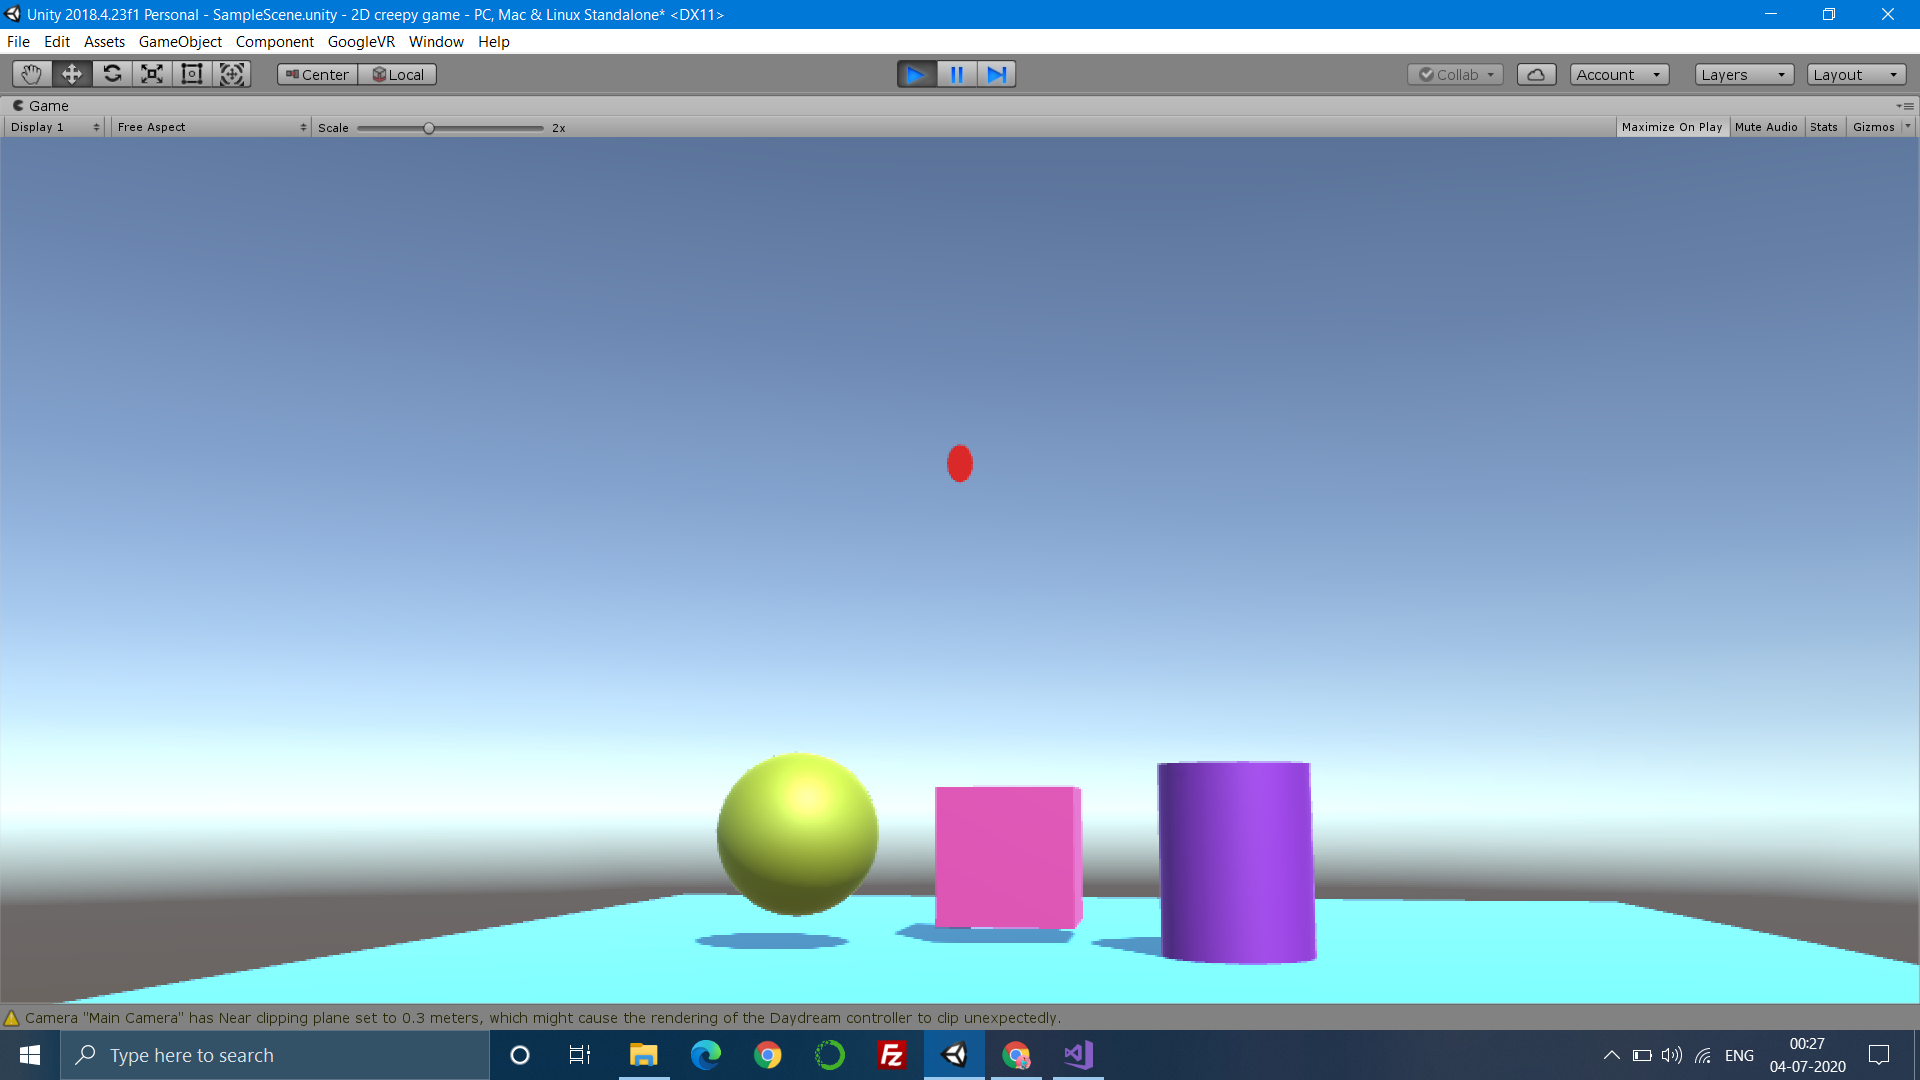 Unity 2018.4.23f1 Personal - SampleScene.unity - 2D creepy game - PC, Mac & Linux Standalone* <DX11>
File Edit Assets GameObject Component GoogleVR Window Help
Center Local Collab Account Layers Layout
Game
Display 1 Free Aspect Scale 2x Maximize On Play Mute Audio Stats Gizmos
Camera "Main Camera" has Near clipping plane set to 0.3 meters, which might cause the rendering of the Daydream controller to clip unexpectedly.
Type here to search
Fz
ENG
00:27
04-07-2020